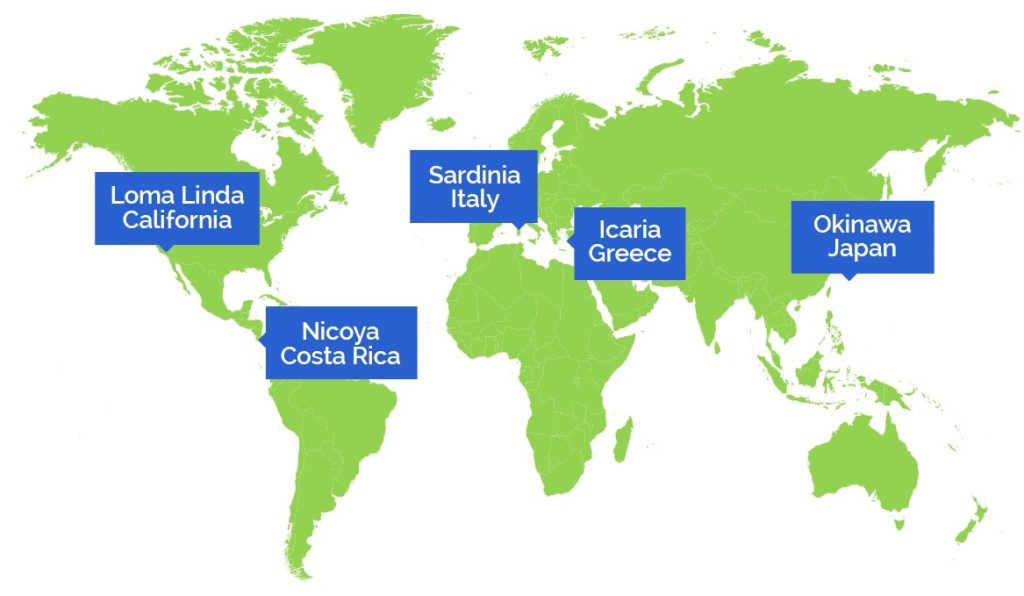 Sardinia
Italy
Loma Linda
California
Icaria
Greece
Okinawa
Japan
Nicoya
Costa Rica